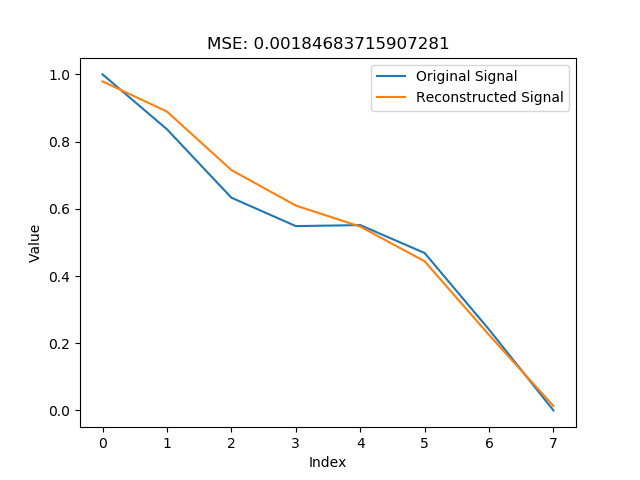 MSE: 0.00184683715907281
Original Signal
Reconstructed Signal
1.0
0.8
0.6
0.4
0.2
0.0
Value
0 1 2 3 4 5 6 7
Index